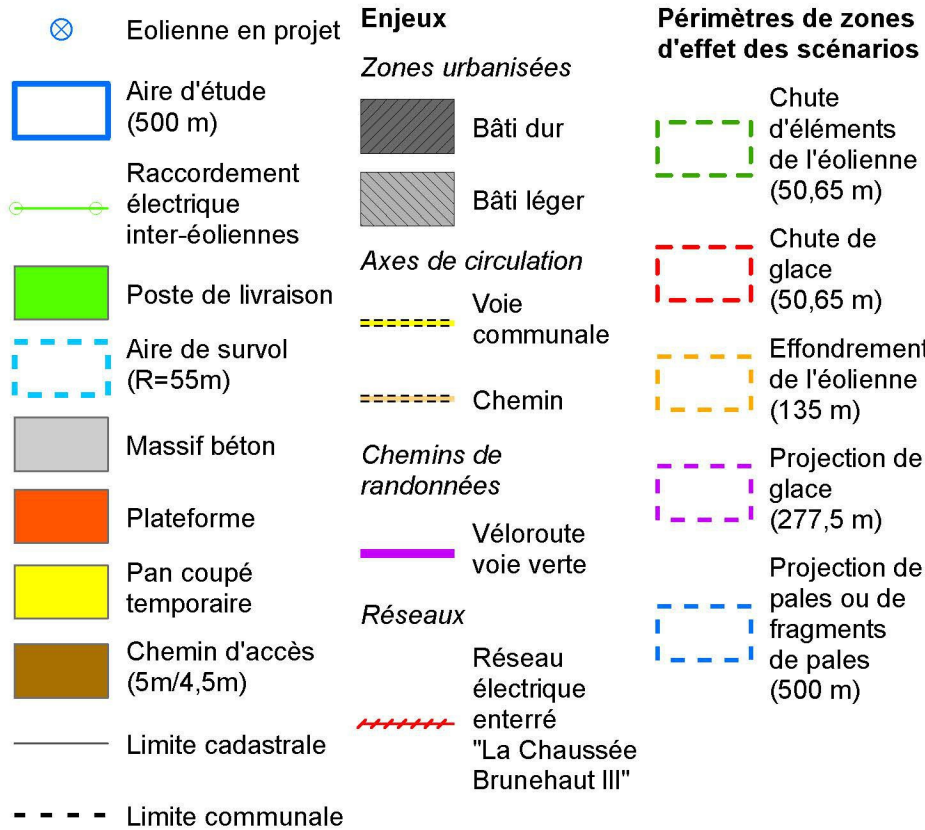 Eolienne en projet
Aire d'étude
(500 m)
Raccordement
électrique
inter-éoliennes
Poste de livraison
Aire de survol
(R=55m)
Massif béton
Plateforme
Pan coupé
temporaire
Chemin d'accès
(5m/4,5m)
Limite cadastrale
Limite communale
Enjeux
Zones urbanisées
Bâti dur
Bâti léger
Axes de circulation
Voie
communale
Chemin
Chemins de
randonnées
Véloroute
voie verte
Réseaux
Réseau
électrique
enterré
"La Chaussée
Brunehaut III"
Périmètres de zones
d'effet des scénarios
Chute
d'éléments
de l'éolienne
(50,65 m)
Chute de
glace
(50,65 m)
Effondrement
de l'éolienne
(135 m)
Projection de
glace
(277,5 m)
Projection de
pales ou de
fragments
de pales
(500 m)